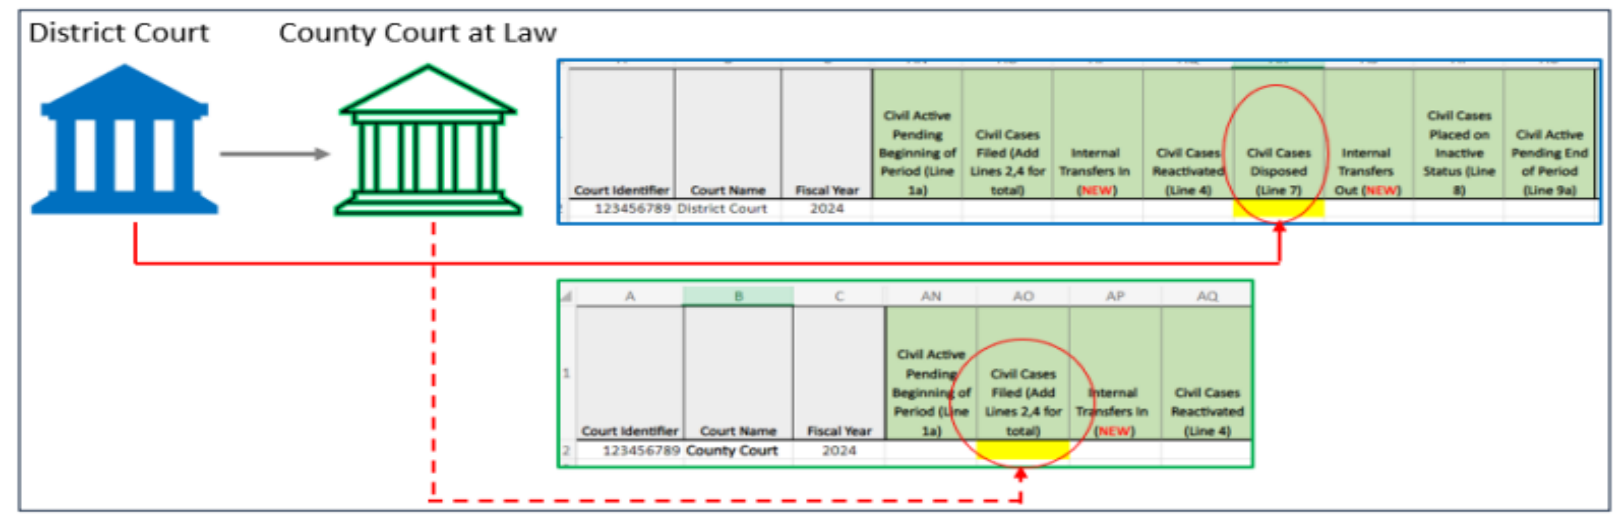 District Court
County Court at Law
Civil Active
Pending
Beginning of
Period (Line
1a)
Civil Cases
Filed (Add
Lines 2,4 for
total)
Internal
Transfers In
(NEW)
Civil Cases
Reactivated
(Line 4)
Civil Cases
Disposed
(Line 7)
Internal
Transfers
Out (NEW)
Civil Cases
Placed on
Inactive
Status (Line
8)
Civil Active
Pending End
of Period
(Line 9a)
Court Identifier Court Name Fiscal Year
123456789 District Court 2024
A B C AN AO AP AQ
1
Civil Active
Pending
Beginning of
Period (Line
1a)
Civil Cases
Filed (Add
Lines 2,4 for
total)
Internal
Transfers In
(NEW)
Civil Cases
Reactivated
(Line 4)
Court Identifier Court Name Fiscal Year
2 123456789 County Court 2024